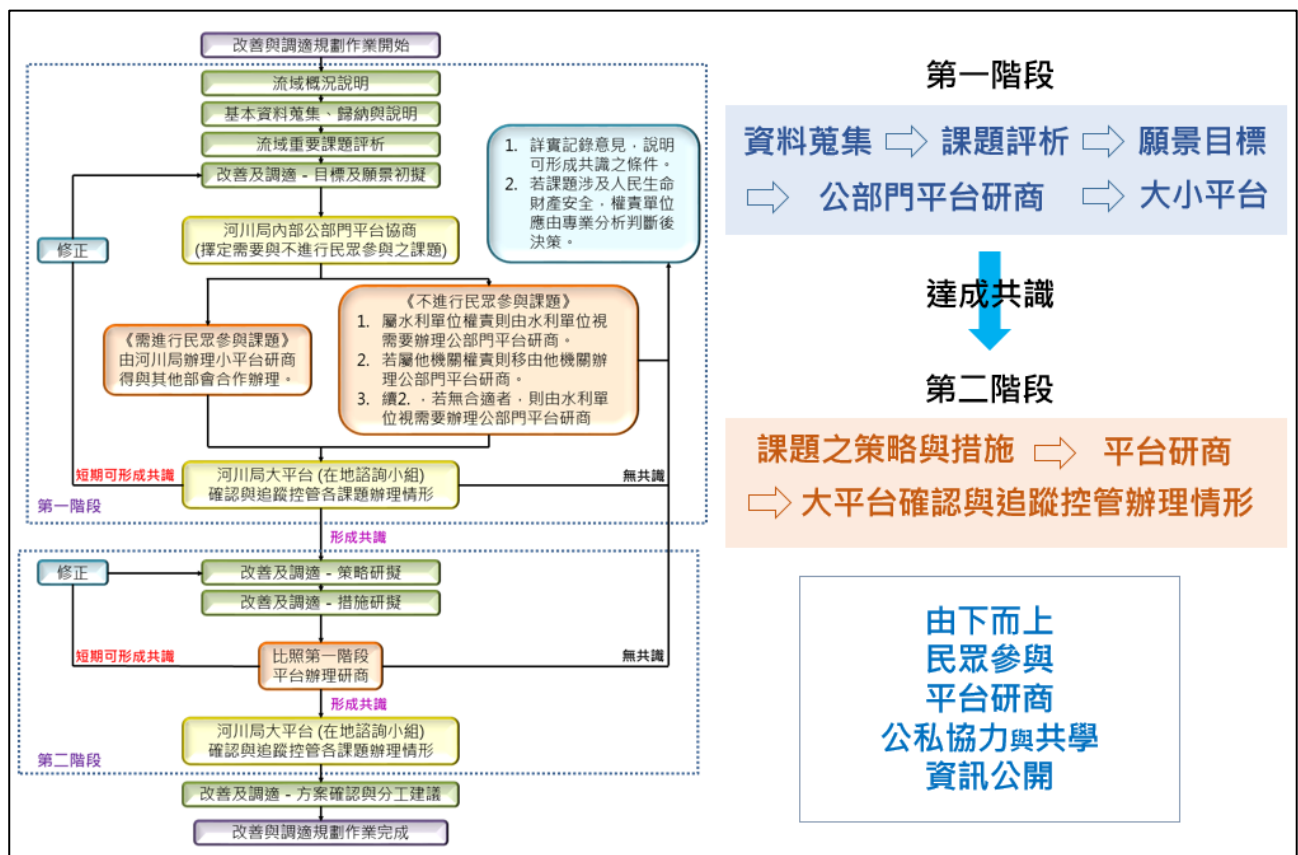 改善與調適規劃作業開始
流域概況說明
基本資料蒐集、歸納與說明
流域重要課題評析
改善及調適 - 目標及願景初擬
修正
河川局內部公部門平台協商
(擇定需要與不進行民眾參與之課題)
1. 詳實記錄意見，說明
可形成共識之條件。
2. 若課題涉及人民生命
財產安全，權責單位
應由專業分析判斷後
決策。
《需進行民眾參與課題》
由河川局辦理小平台研商
得與其他部會合作辦理。
《不進行民眾參與課題》
1. 屬水利單位權責則由水利單位視
需要辦理公部門平台研商。
2. 若屬他機關權責則移由他機關辦
理公部門平台研商。
3. 續2.，若無合適者，則由水利單
位視需要辦理公部門平台研商
短期可形成共識
河川局大平台 (在地諮詢小組)
確認與追蹤控管各課題辦理情形
無共識
第一階段
形成共識
修正
改善及調適 - 策略研擬
改善及調適 - 措施研擬
短期可形成共識
比照第一階段
平台辦理研商
無共識
形成共識
河川局大平台 (在地諮詢小組)
確認與追蹤控管各課題辦理情形
第二階段
改善及調適 - 方案確認與分工建議
改善與調適規劃作業完成
第一階段
資料蒐集 ⇨ 課題評析 ⇨ 願景目標
⇨ 公部門平台研商 ⇨ 大小平台
達成共識
第二階段
課題之策略與措施 ⇨ 平台研商
⇨ 大平台確認與追蹤控管辦理情形
由下而上
民眾參與
平台研商
公私協力與共學
資訊公開